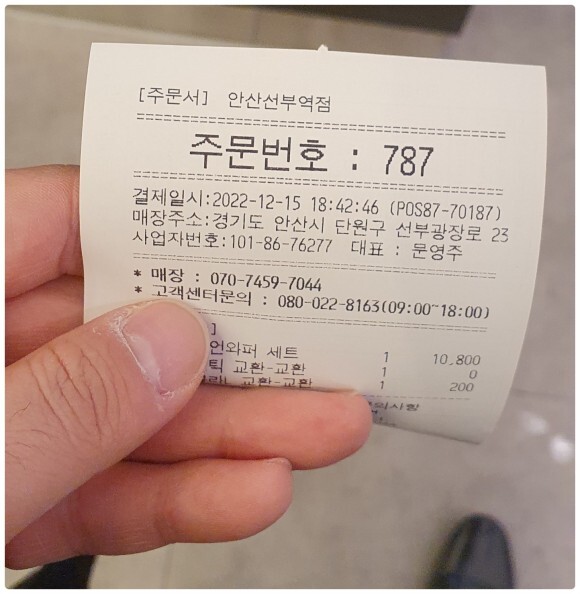 [주문서] 안산선부역점
주문번호 : 787
결제일시:2022-12-15 18:42:46 (POS87-70187)
매장주소:경기도 안산시 단원구 선부광장로 23
사업자번호:101-86-76277 대표 : 문영주
* 매장 : 070-7459-7044
* 고객센터문의 : 080-022-8163(09:00~18:00)
]
언와퍼 세트 1 10,800
틱 교환-교환 1 0
교환-교환 1 200
의사항